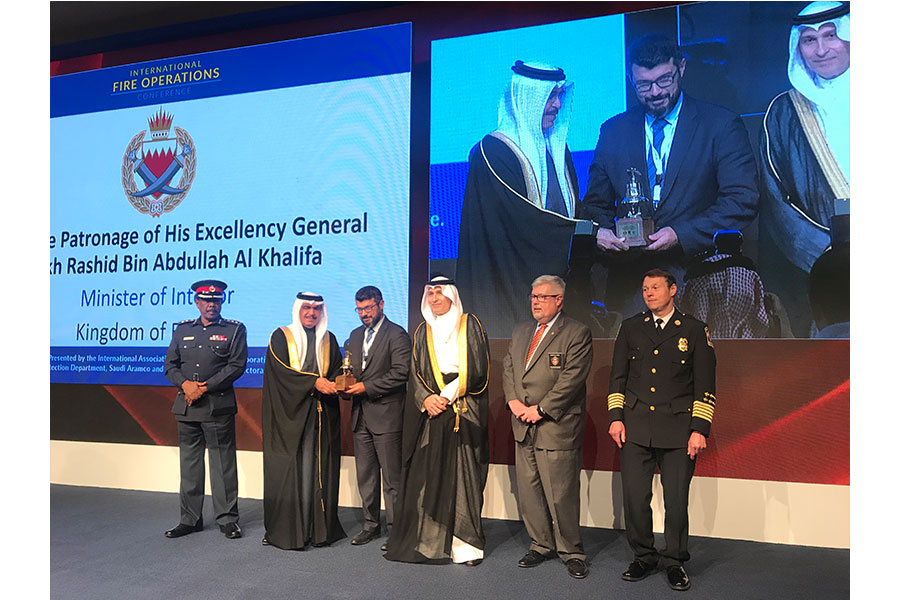 INTERNATIONAL
FIRE OPERATIONS
CONFERENCE
e Patronage of His Excellency General
kh Rashid Bin Abdullah Al Khalifa
Minister of Interior
Kingdom of
Presented by the International Associati
ection Department, Saudi Aramco and
e.